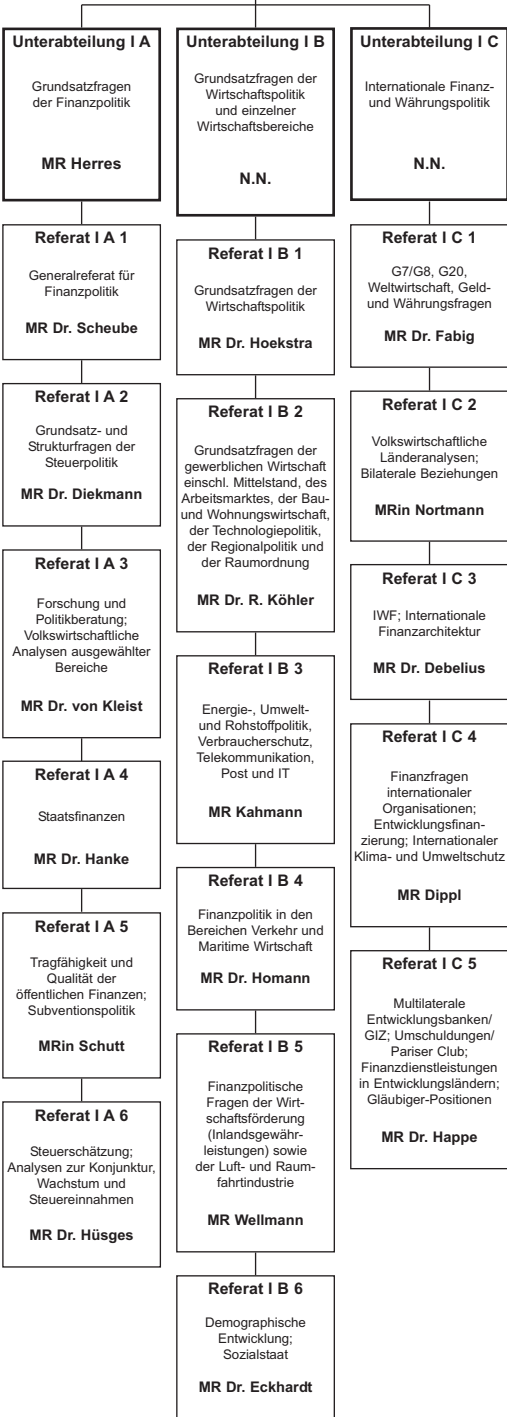 Unterabteilung I A
Grundsatzfragen
der Finanzpolitik
MR Herres
Referat I A 1
Generalreferat für
Finanzpolitik
MR Dr. Scheube
Referat I A 2
Grundsatz- und
Strukturfragen der
Steuerpolitik
MR Dr. Diekmann
Referat I A 3
Forschung und
Politikberatung;
Volkswirtschaftliche
Analysen ausgewählter
Bereiche
MR Dr. von Kleist
Referat I A 4
Staatsfinanzen
MR Dr. Hanke
Referat I A 5
Tragfähigkeit und
Qualität der
öffentlichen Finanzen;
Subventionspolitik
MRin Schutt
Referat I A 6
Steuerschätzung;
Analysen zur Konjunktur,
Wachstum und
Steuereinnahmen
MR Dr. Hüsges
Unterabteilung I B
Grundsatzfragen der
Wirtschaftspolitik
und einzelner
Wirtschaftsbereiche
N.N.
Referat I B 1
Grundsatzfragen der
Wirtschaftspolitik
MR Dr. Hoekstra
Referat I B 2
Grundsatzfragen der
gewerblichen Wirtschaft
einschl. Mittelstand, des
Arbeitsmarktes, der Bau-
und Wohnungswirtschaft,
der Technologiepolitik,
der Regionalpolitik und
der Raumordnung
MR Dr. R. Köhler
Referat I B 3
Energie-, Umwelt-
und Rohstoffpolitik,
Verbraucherschutz,
Telekommunikation,
Post und IT
MR Kahmann
Referat I B 4
Finanzpolitik in den
Bereichen Verkehr und
Maritime Wirtschaft
MR Dr. Homann
Referat I B 5
Finanzpolitische
Fragen der Wirt-
schaftsförderung
(Inlandsgewähr-
leistungen) sowie
der Luft- und Raum-
fahrtindustrie
MR Wellmann
Referat I B 6
Demographische
Entwicklung;
Sozialstaat
MR Dr. Eckhardt
Unterabteilung I C
Internationale Finanz-
und Währungspolitik
N.N.
Referat I C 1
G7/G8, G20,
Weltwirtschaft, Geld-
und Währungsfragen
MR Dr. Fabig
Referat I C 2
Volkswirtschaftliche
Länderanalysen;
Bilaterale Beziehungen
MRin Nortmann
Referat I C 3
IWF; Internationale
Finanzarchitektur
MR Dr. Debelius
Referat I C 4
Finanzfragen
internationaler
Organisationen;
Entwicklungsfinan-
zierung; Internationaler
Klima- und Umweltschutz
MR Dippl
Referat I C 5
Multilaterale
Entwicklungsbanken/
GIZ; Umschuldungen/
Pariser Club;
Finanzdienstleistungen
in Entwicklungsländern;
Gläubiger-Positionen
MR Dr. Happe